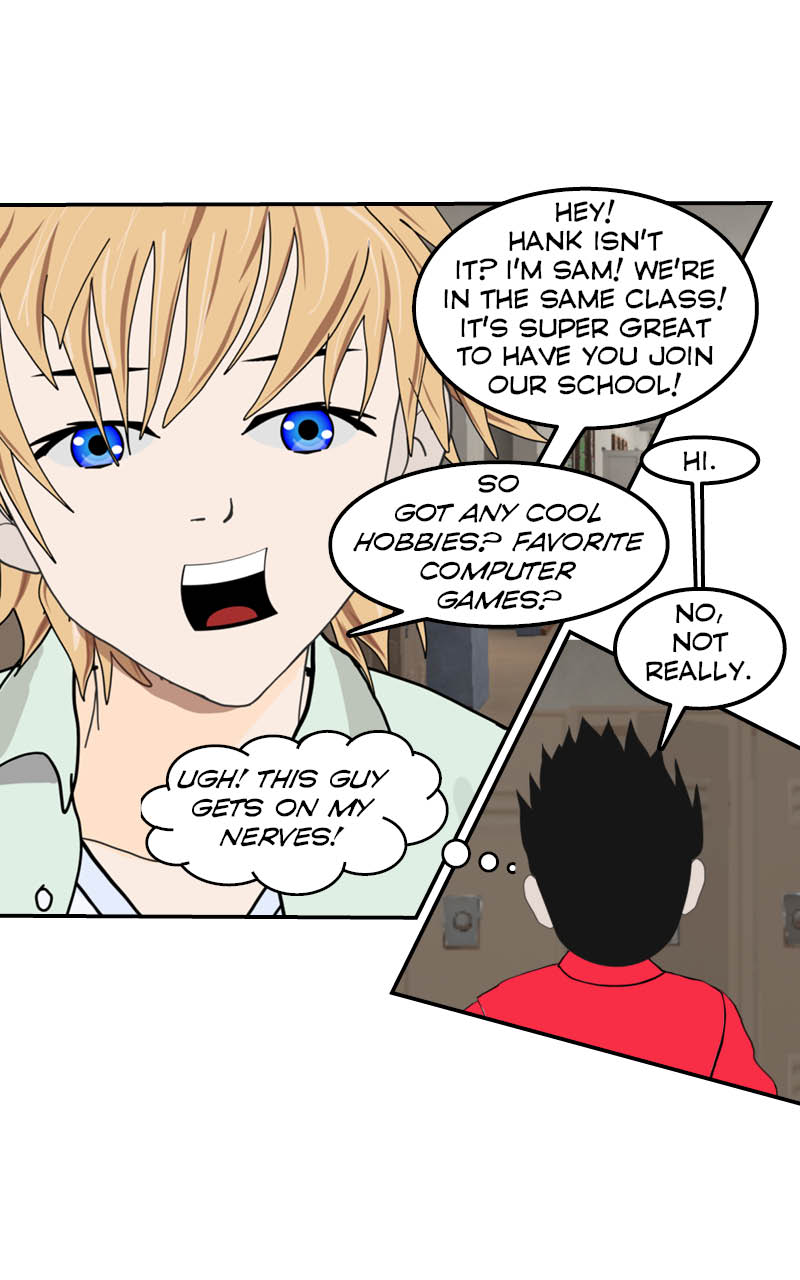 HEY!
HANK ISN'T
IT? I'M SAM! WE'RE
IN THE SAME CLASS!
IT'S SUPER GREAT
TO HAVE YOU JOIN
OUR SCHOOL!
HI.
SO
GOT ANY COOL
HOBBIES? FAVORITE
COMPUTER
GAMES?
NO,
NOT
REALLY.
UGH! THIS GUY
GETS ON MY
NERVES!